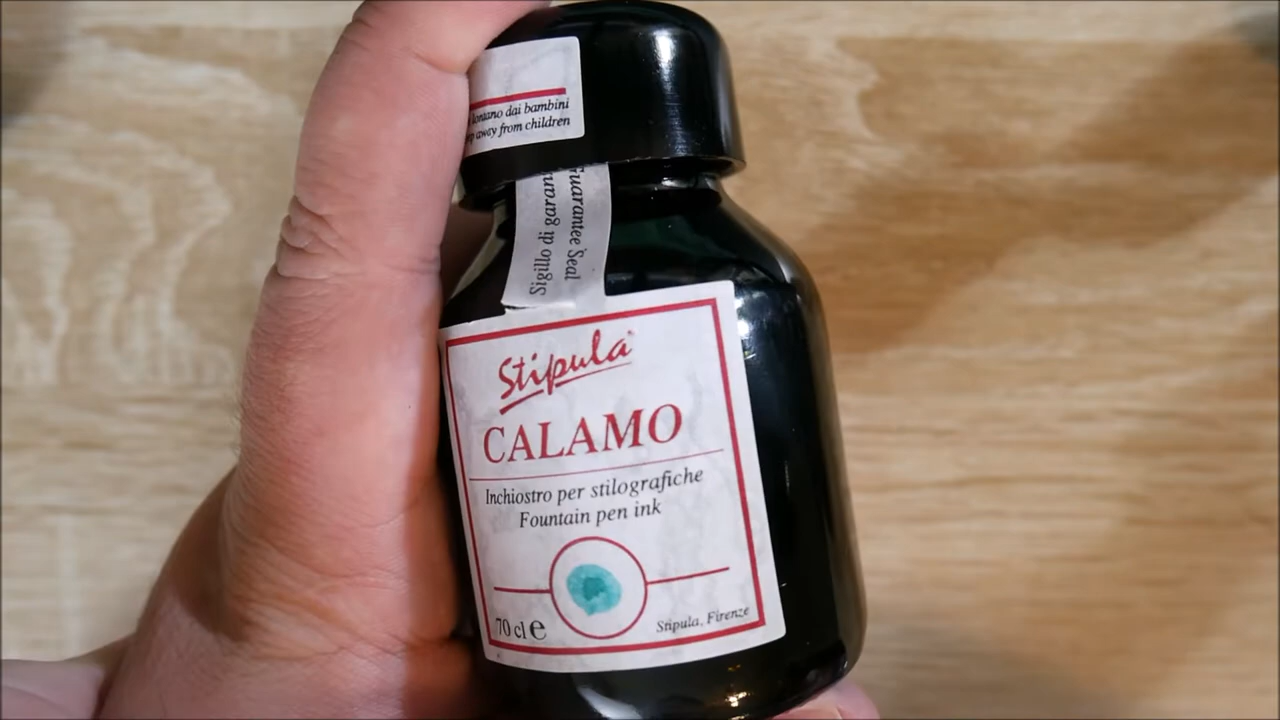 lontano dai bambini
away from children
Sigillo di garan
Guarantee Seal
Stipula
CALAMO
Inchiostro per stilografiche
Fountain pen ink
70 cl e
Stipula, Firenze